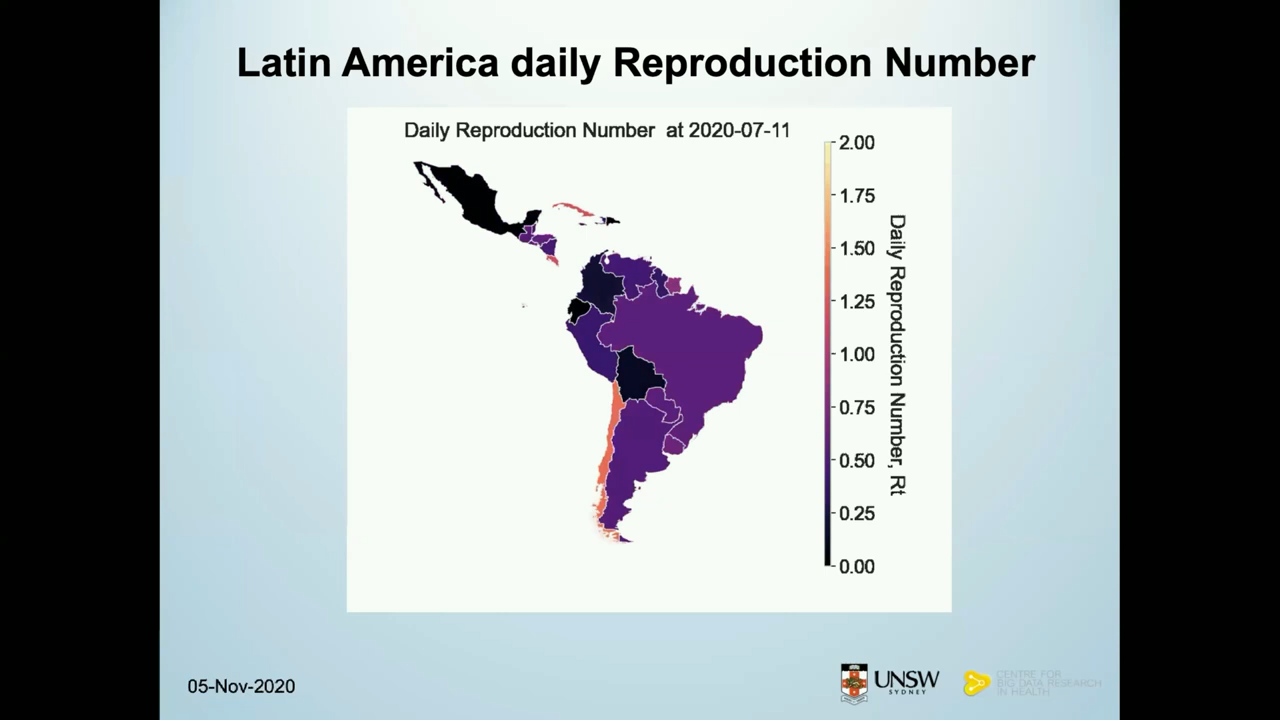 Latin America daily Reproduction Number
Daily Reproduction Number at 2020-07-11
2.00
1.75
1.50
1.25
1.00
0.75
0.50
0.25
0.00
Daily Reproduction Number, Rt
05-Nov-2020
UNSW
SYDNEY
CENTRE FOR
BIG DATA RESEARCH
IN HEALTH